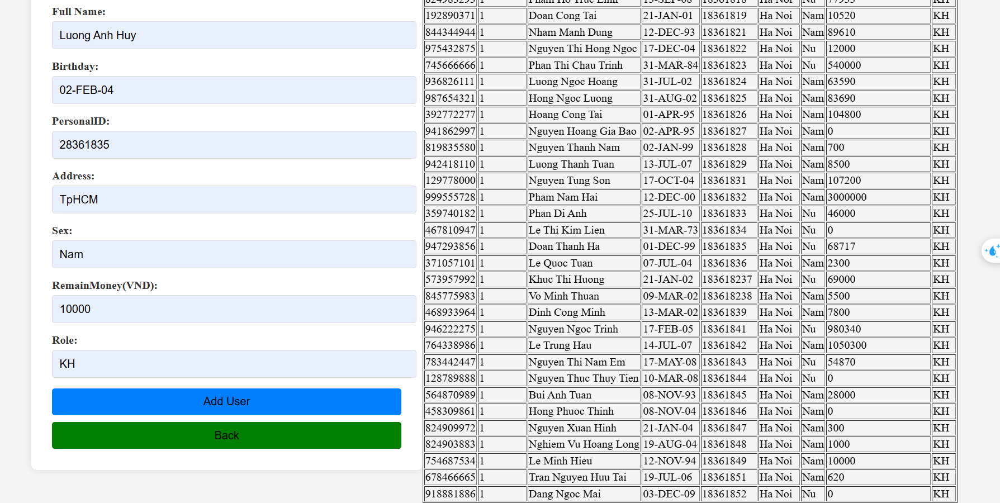 Full Name:
Luong Anh Huy
Birthday:
02-FEB-04
PersonalID:
28361835
Address:
TpHCM
Sex:
Nam
RemainMoney(VND):
10000
Role:
KH
Add User
Back
192890371 1 Doan Cong Tai 21-JAN-01 18361819 Ha Noi Nam 10520 KH
844344944 1 Nham Manh Dung 12-DEC-93 18361821 Ha Noi Nam 89610 KH
975432875 1 Nguyen Thi Hong Ngoc 17-DEC-04 18361822 Ha Noi Nu 12000 KH
745666666 1 Phan Thi Chau Trinh 31-MAR-84 18361823 Ha Noi Nu 540000 KH
936826111 1 Luong Ngoc Hoang 31-JUL-02 18361824 Ha Noi Nam 63590 KH
987654321 1 Hong Ngoc Luong 31-AUG-02 18361825 Ha Noi Nam 83690 KH
392772277 1 Hoang Cong Tai 01-APR-95 18361826 Ha Noi Nam 104800 KH
941862997 1 Nguyen Hoang Gia Bao 02-APR-95 18361827 Ha Noi Nam 0 KH
819835580 1 Nguyen Thanh Nam 02-JAN-99 18361828 Ha Noi Nam 700 KH
942418110 1 Luong Thanh Tuan 13-JUL-07 18361829 Ha Noi Nam 8500 KH
129778000 1 Nguyen Tung Son 17-OCT-04 18361831 Ha Noi Nam 107200 KH
999555728 1 Pham Nam Hai 12-DEC-00 18361832 Ha Noi Nam 3000000 KH
359740182 1 Phan Di Anh 25-JUL-10 18361833 Ha Noi Nu 46000 KH
467810947 1 Le Thi Kim Lien 31-MAR-73 18361834 Ha Noi Nu 0 KH
947293856 1 Doan Thanh Ha 01-DEC-99 18361835 Ha Noi Nu 68717 KH
371057101 1 Le Quoc Tuan 07-JUL-04 18361836 Ha Noi Nam 2300 KH
573957992 1 Khuc Thi Huong 21-JAN-02 183618237 Ha Noi Nu 69000 KH
845775983 1 Vo Minh Thuan 09-MAR-02 183618238 Ha Noi Nam 5500 KH
468933964 1 Dinh Cong Minh 13-MAR-02 18361839 Ha Noi Nam 7800 KH
946222275 1 Nguyen Ngoc Trinh 17-FEB-05 18361841 Ha Noi Nu 980340 KH
764338986 1 Le Trung Hau 14-JUL-07 18361842 Ha Noi Nam 1050300 KH
783442447 1 Nguyen Thi Nam Em 17-MAY-08 18361843 Ha Noi Nu 54870 KH
128789888 1 Nguyen Thuc Thuy Tien 10-MAR-08 18361844 Ha Noi Nu 0 KH
564870989 1 Bui Anh Tuan 08-NOV-93 18361845 Ha Noi Nam 28000 KH
458309861 1 Hong Phuoc Thinh 08-NOV-04 18361846 Ha Noi Nam 0 KH
824909972 1 Nguyen Xuan Hinh 21-JAN-04 18361847 Ha Noi Nam 300 KH
824903883 1 Nghiem Vu Hoang Long 19-AUG-04 18361848 Ha Noi Nam 1000 KH
754687534 1 Le Minh Hieu 12-NOV-94 18361849 Ha Noi Nam 10000 KH
678466665 1 Tran Nguyen Huu Tai 19-JUL-06 18361851 Ha Noi Nam 620 KH
918881886 1 Dang Ngoc Mai 03-DEC-09 18361852 Ha Noi Nu 0 KH